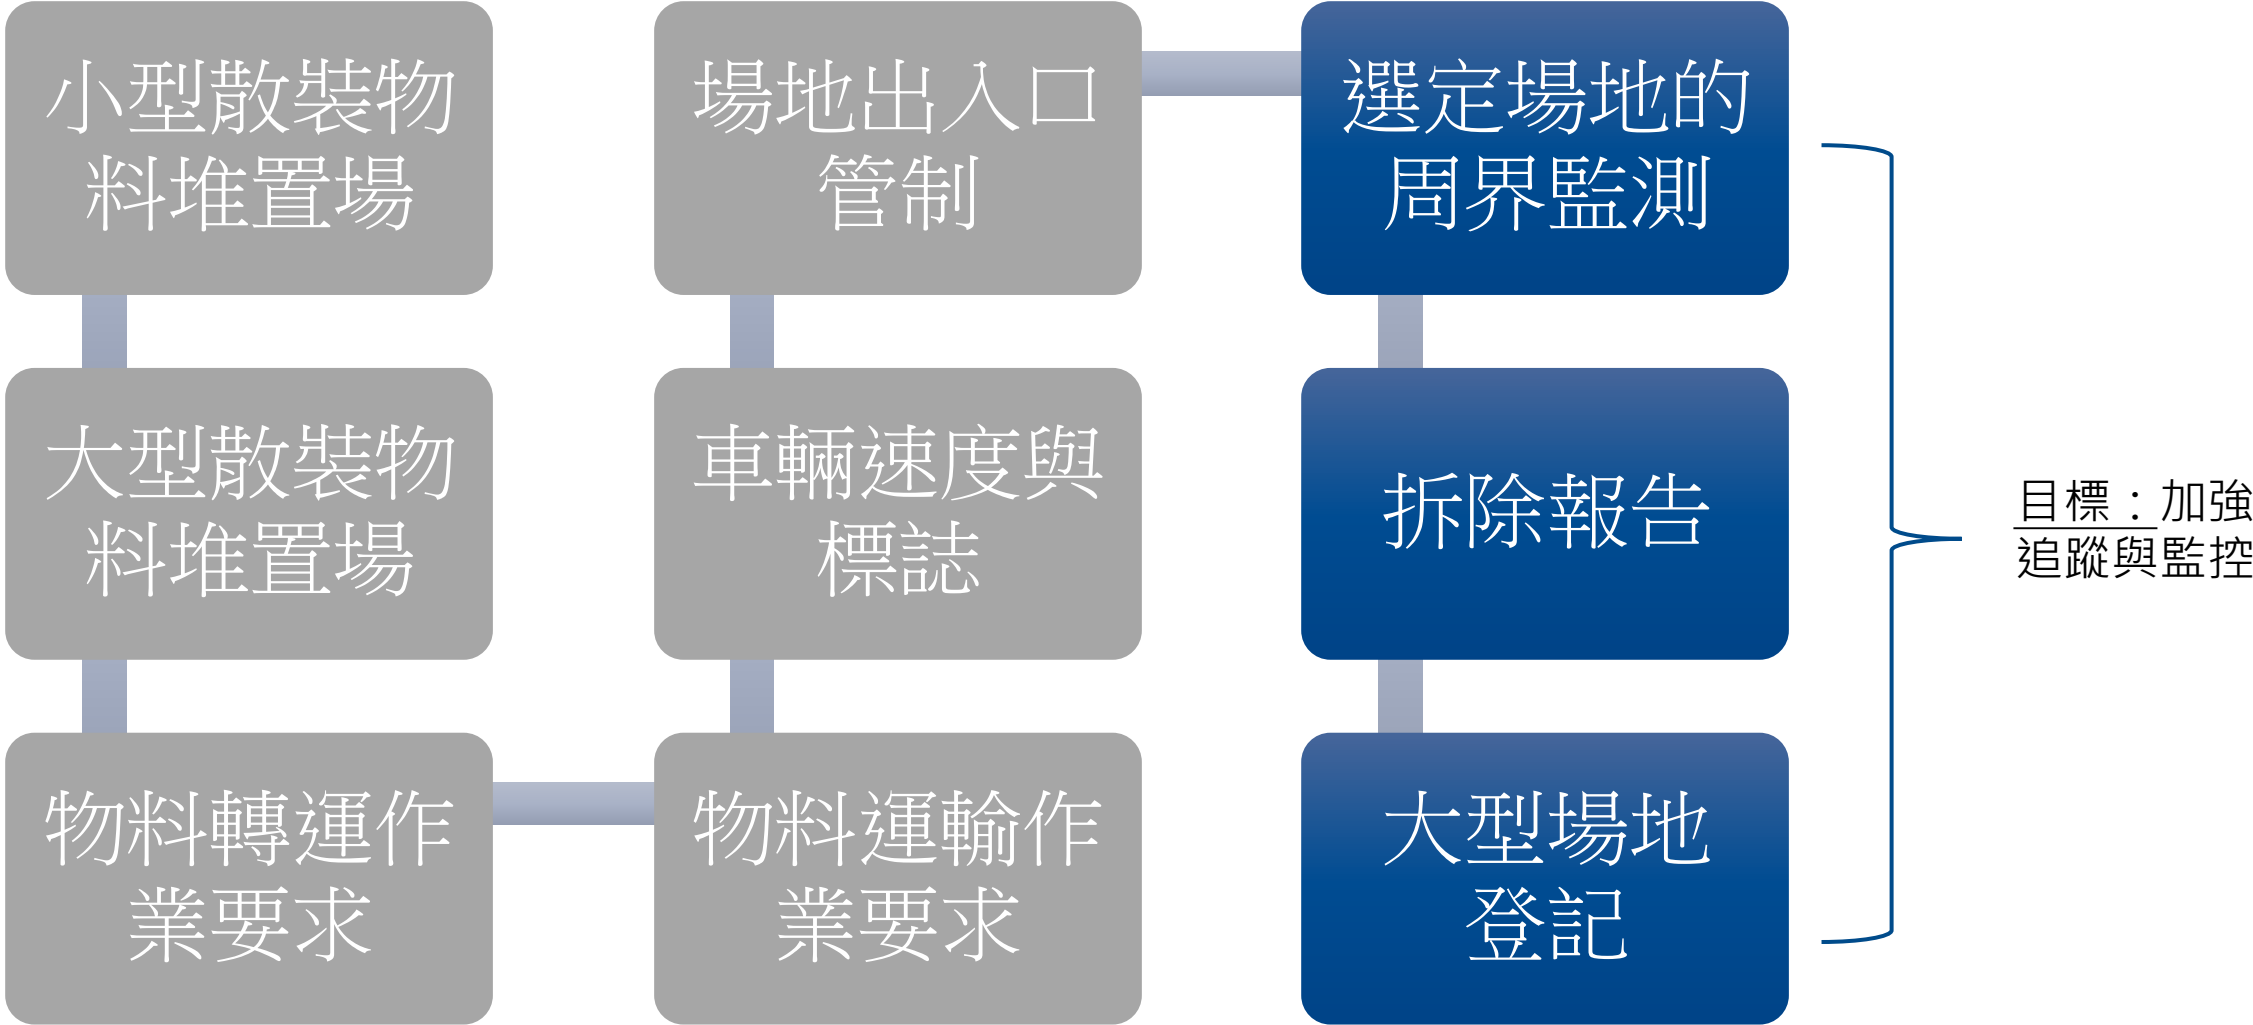 小型散裝物
料堆置場
大型散裝物
料堆置場
物料轉運作
業要求
物料運輸作
業要求
車輛速度與
標誌
場地出入口
管制
選定場地的
周界監測
拆除報告
大型場地
登記
目標：加強
追蹤與監控